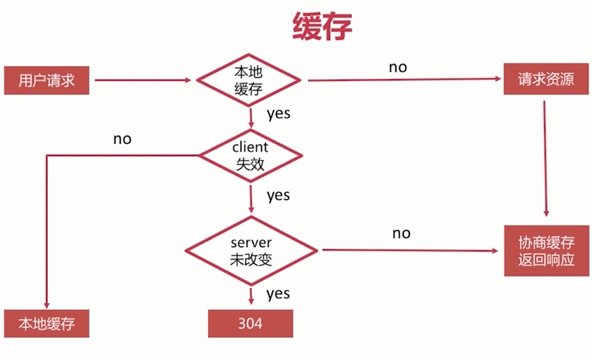 缓存
用户请求
本地
缓存
no
请求资源
yes
no
client
失效
yes
server
未改变
no
协商缓存
返回响应
yes
本地缓存
304